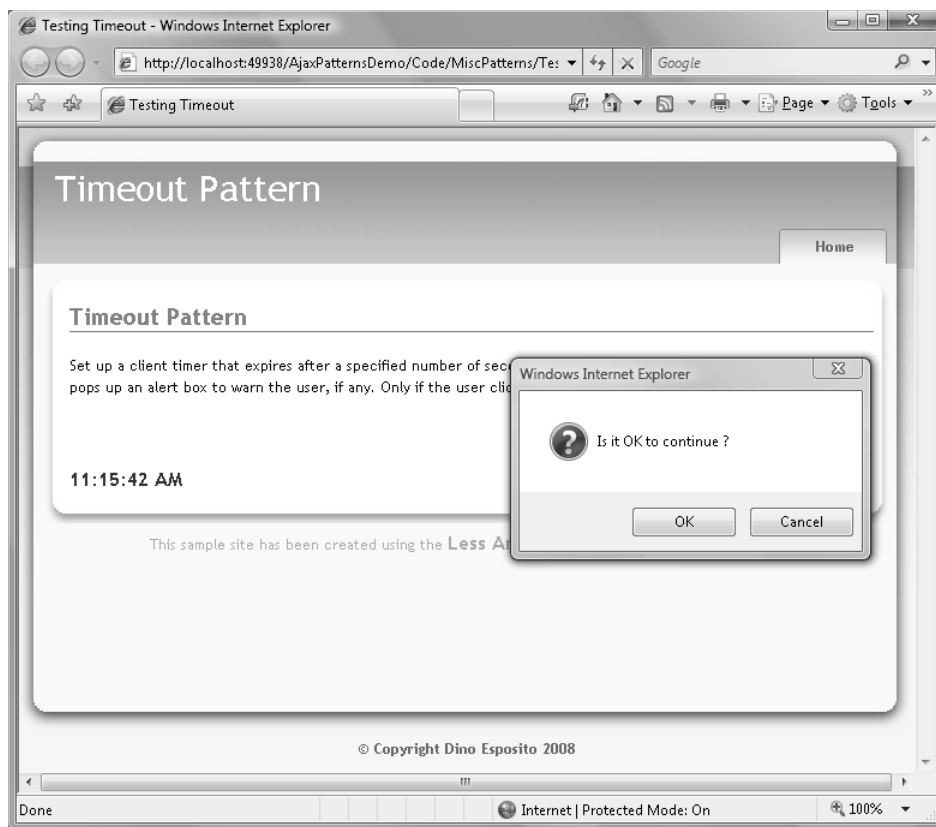 Testing Timeout - Windows Internet Explorer
http://localhost:49938/AjaxPatternsDemo/Code/MiscPatterns/Tes
Google
Testing Timeout
Page
Tools
Timeout Pattern
Home
Timeout Pattern
Set up a client timer that expires after a specified number of
pops up an alert box to warn the user, if any. Only if the user
Windows Internet Explorer
Is it OK to continue ?
OK
Cancel
11:15:42 AM
This sample site has been created using the Less
© Copyright Dino Esposito 2008
Done
Internet | Protected Mode: On
100%